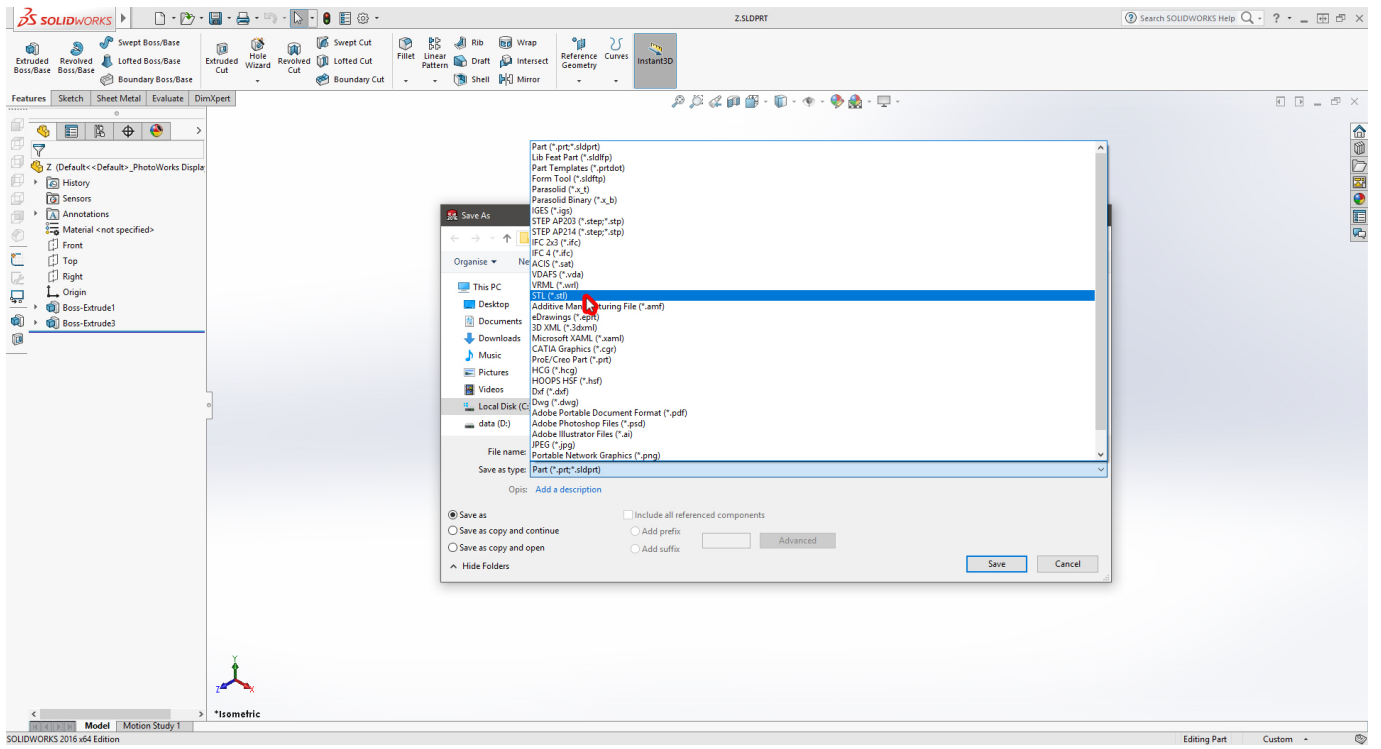 SOLIDWORKS
Z.SLDPRT
Search SOLIDWORKS Help
Extruded Boss/Base
Revolved Boss/Base
Swept Boss/Base
Lofted Boss/Base
Boundary Boss/Base
Extruded Cut
Hole Wizard
Revolved Cut
Swept Cut
Lofted Cut
Boundary Cut
Fillet
Linear Pattern
Rib
Draft
Shell
Wrap
Intersect
Mirror
Reference Geometry
Curves
Instant3D
Features
Sketch
Sheet Metal
Evaluate
DimXpert
Z (Default<<Default>_PhotoWorks Displa
History
Sensors
Annotations
Material <not specified>
Front
Top
Right
Origin
Boss-Extrude1
Boss-Extrude3
Save As
Organise
Ne
This PC
Desktop
Documents
Downloads
Music
Pictures
Videos
Local Disk (C:
data (D:)
Part (*.prt;*.sldprt)
Lib Feat Part (*.sldlfp)
Part Templates (*.prtdot)
Form Tool (*.sldftp)
Parasolid (*.x_t)
Parasolid Binary (*.x_b)
IGES (*.igs)
STEP AP203 (*.step;*.stp)
STEP AP214 (*.step;*.stp)
IFC 2x3 (*.ifc)
IFC 4 (*.ifc)
ACIS (*.sat)
VDAFS (*.vda)
VRML (*.wrl)
STL (*.stl)
Additive Manufacturing File (*.amf)
eDrawings (*.eprt)
3D XML (*.3dxml)
Microsoft XAML (*.xaml)
CATIA Graphics (*.cgr)
ProE/Creo Part (*.prt)
HCG (*.hcg)
HOOPS HSF (*.hsf)
Dxf (*.dxf)
Dwg (*.dwg)
Adobe Portable Document Format (*.pdf)
Adobe Photoshop Files (*.psd)
Adobe Illustrator Files (*.ai)
JPEG (*.jpg)
Portable Network Graphics (*.png)
File name:
Save as type: Part (*.prt;*.sldprt)
Opis: Add a description
Save as
Save as copy and continue
Save as copy and open
Include all referenced components
Add prefix
Add suffix
Advanced
Hide Folders
Save
Cancel
Y
Z
X
*Isometric
Model
Motion Study 1
SOLIDWORKS 2016 x64 Edition
Editing Part
Custom